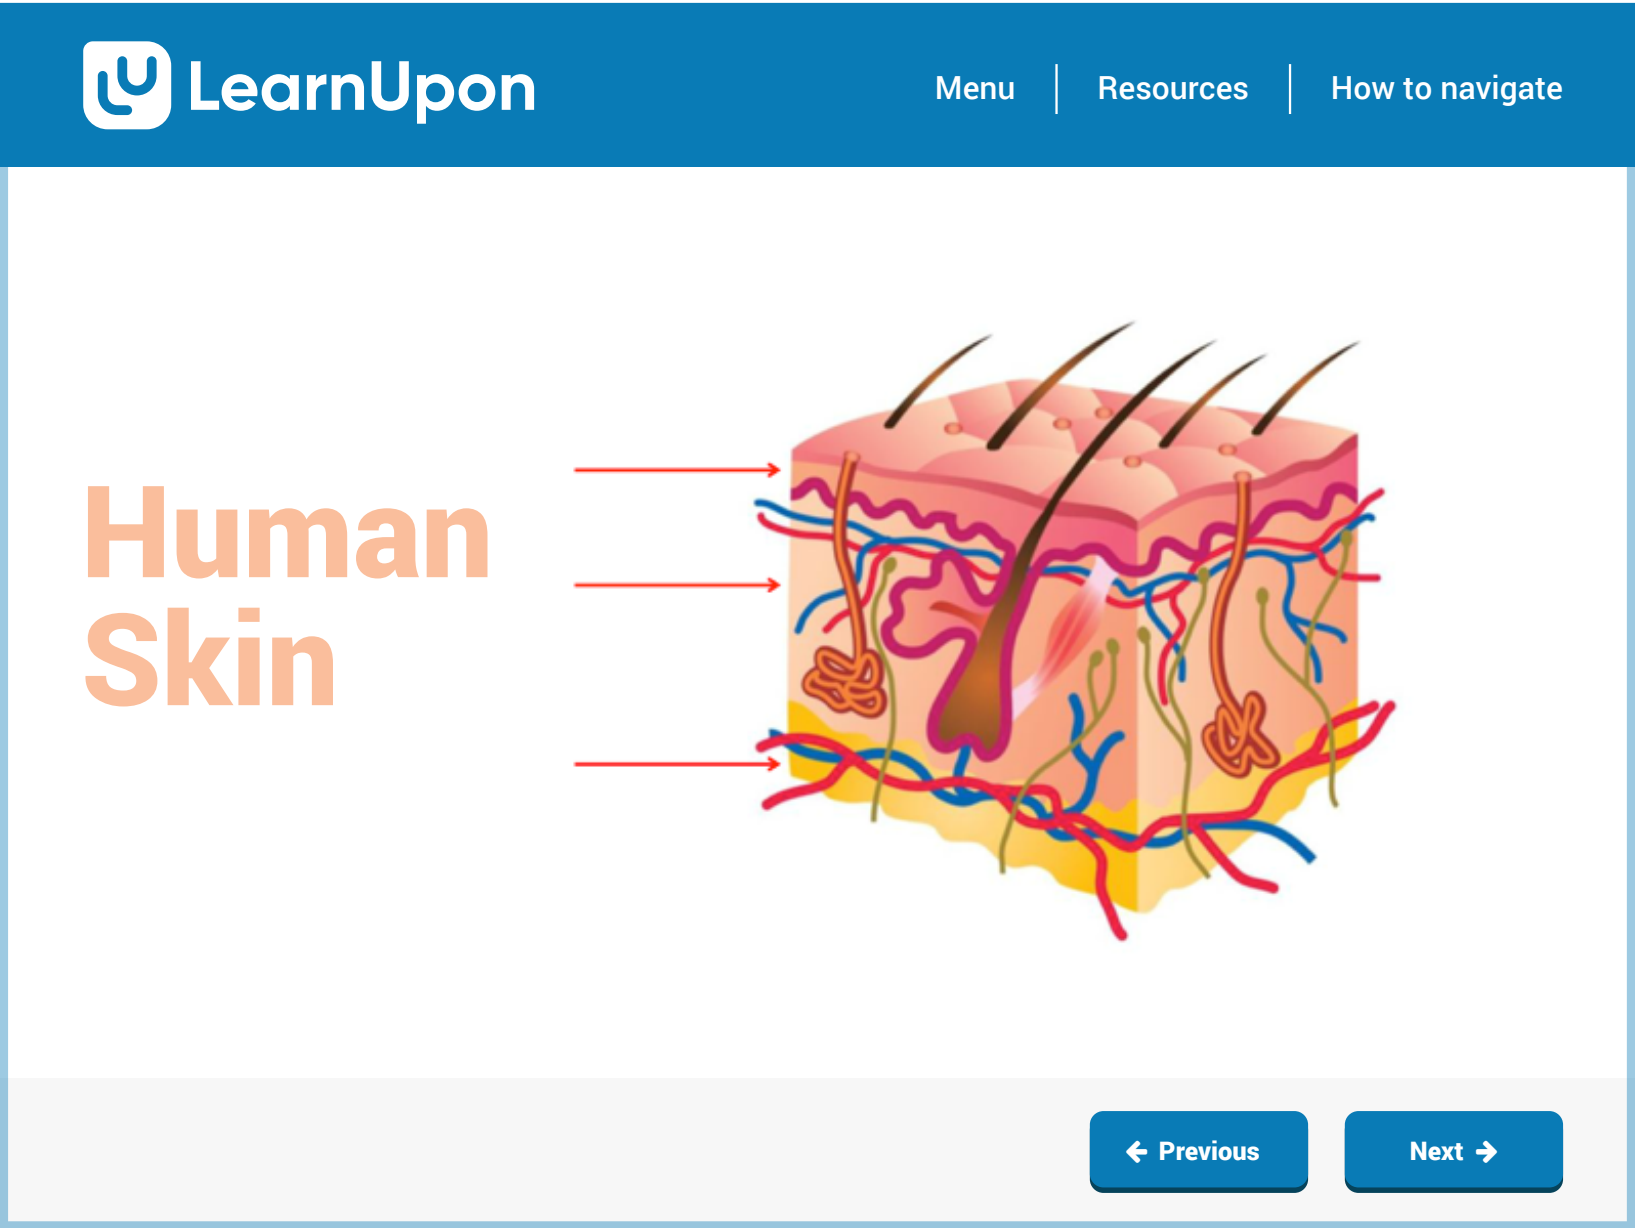 LearnUpon
Menu
Resources
How to navigate
Human
Skin
Previous
Next